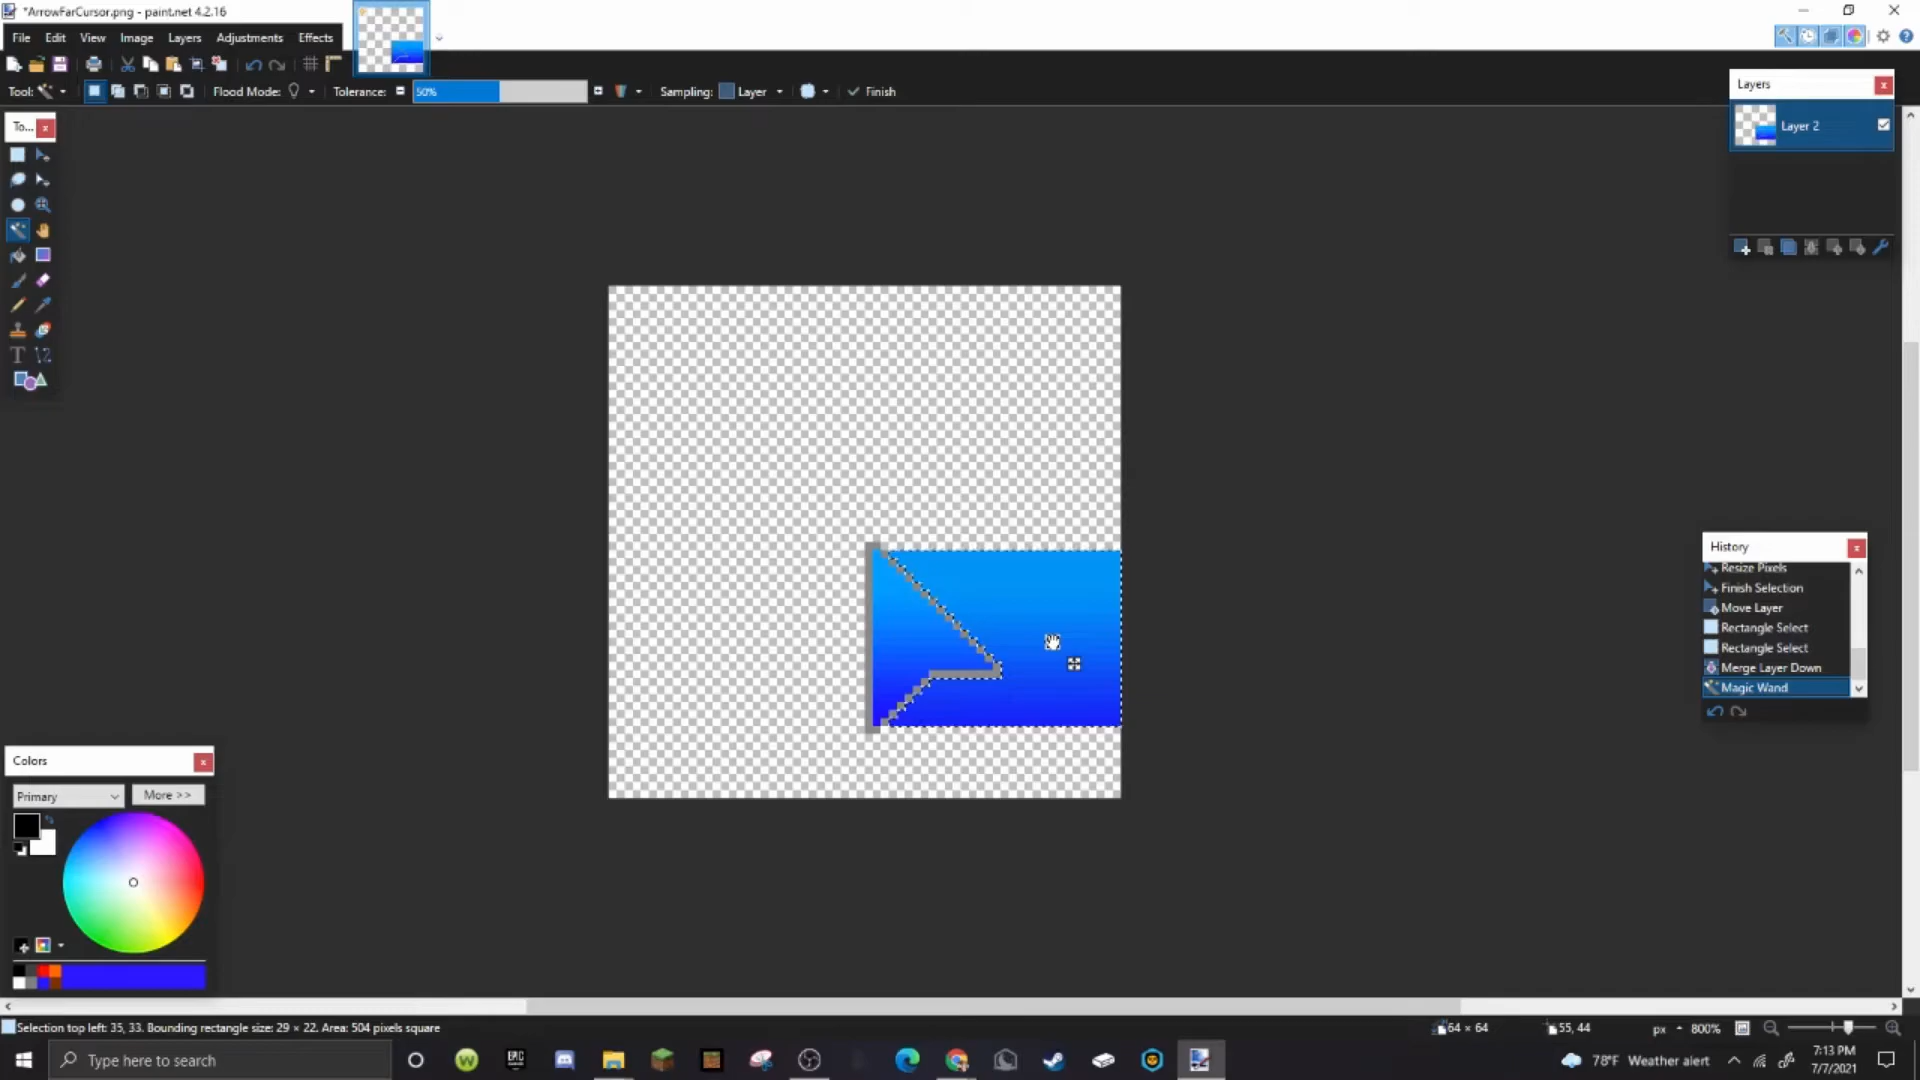 *ArrowFarCursor.png - paint.net 4.2.16
File Edit View Image Layers Adjustments Effects
Tool: Flood Mode: Tolerance: 50% Sampling: Layer Finish
Layers
Layer 2
To...
T
History
Resize Pixels
Finish Selection
Move Layer
Rectangle Select
Rectangle Select
Merge Layer Down
Magic Wand
Colors
Primary More >>
Selection top left: 35, 33. Bounding rectangle size: 29 × 22. Area: 504 pixels square
64 × 64 55, 44 px 800%
Type here to search
EPIC
78°F Weather alert
7:13 PM
7/7/2021